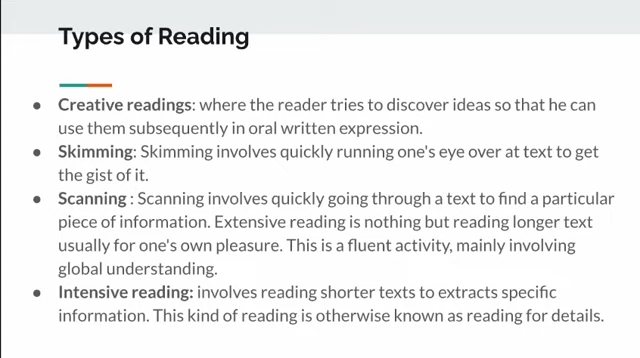 Types of Reading
● Creative readings: where the reader tries to discover ideas so that he can
use them subsequently in oral written expression.
● Skimming: Skimming involves quickly running one's eye over at text to get
the gist of it.
● Scanning : Scanning involves quickly going through a text to find a particular
piece of information. Extensive reading is nothing but reading longer text
usually for one's own pleasure. This is a fluent activity, mainly involving
global understanding.
● Intensive reading: involves reading shorter texts to extracts specific
information. This kind of reading is otherwise known as reading for details.